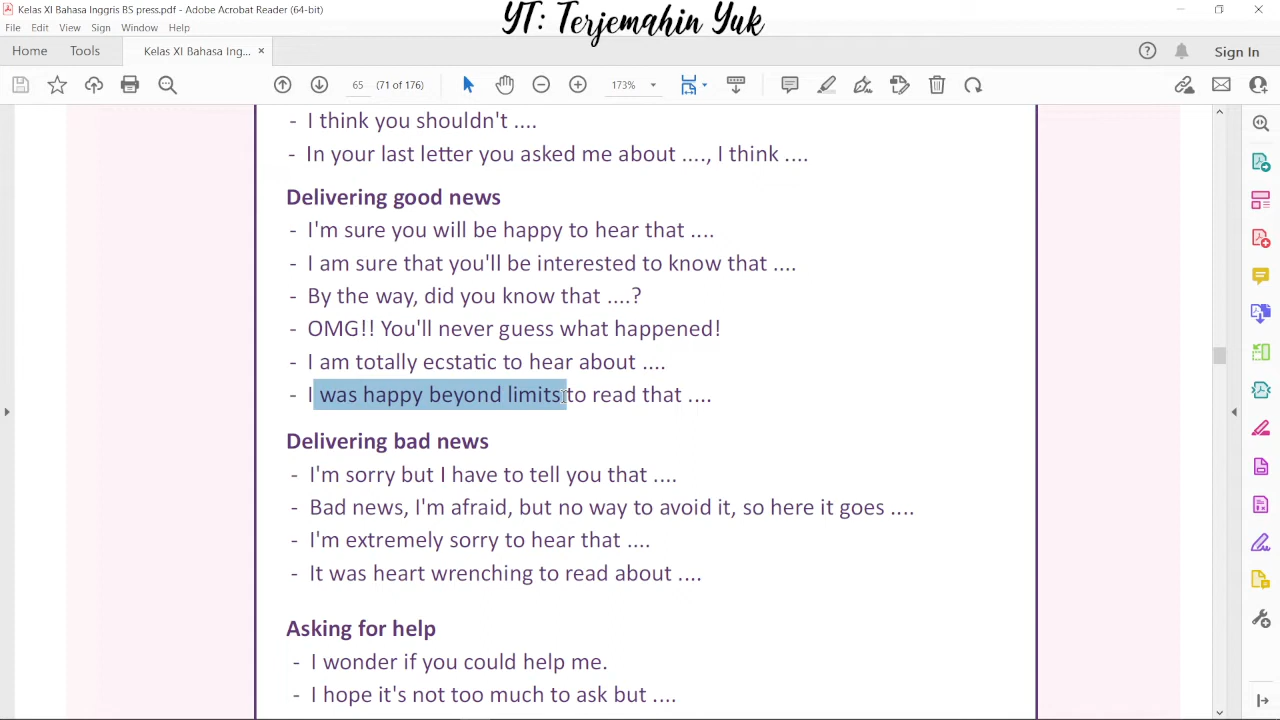 Kelas XI Bahasa Inggris BS press.pdf - Adobe Acrobat Reader (64-bit)
YT: Terjemahin Yuk
File Edit View Sign Window Help
Home Tools Kelas XI Bahasa Ing... × Sign In
65 (71 of 176) 173%
- I think you shouldn't ....
- In your last letter you asked me about ...., I think ....
Delivering good news
- I'm sure you will be happy to hear that ....
- I am sure that you'll be interested to know that ....
- By the way, did you know that ....?
- OMG!! You'll never guess what happened!
- I am totally ecstatic to hear about ....
- I was happy beyond limits to read that ....
Delivering bad news
- I'm sorry but I have to tell you that ....
- Bad news, I'm afraid, but no way to avoid it, so here it goes ....
- I'm extremely sorry to hear that ....
- It was heart wrenching to read about ....
Asking for help
- I wonder if you could help me.
- I hope it's not too much to ask but ....